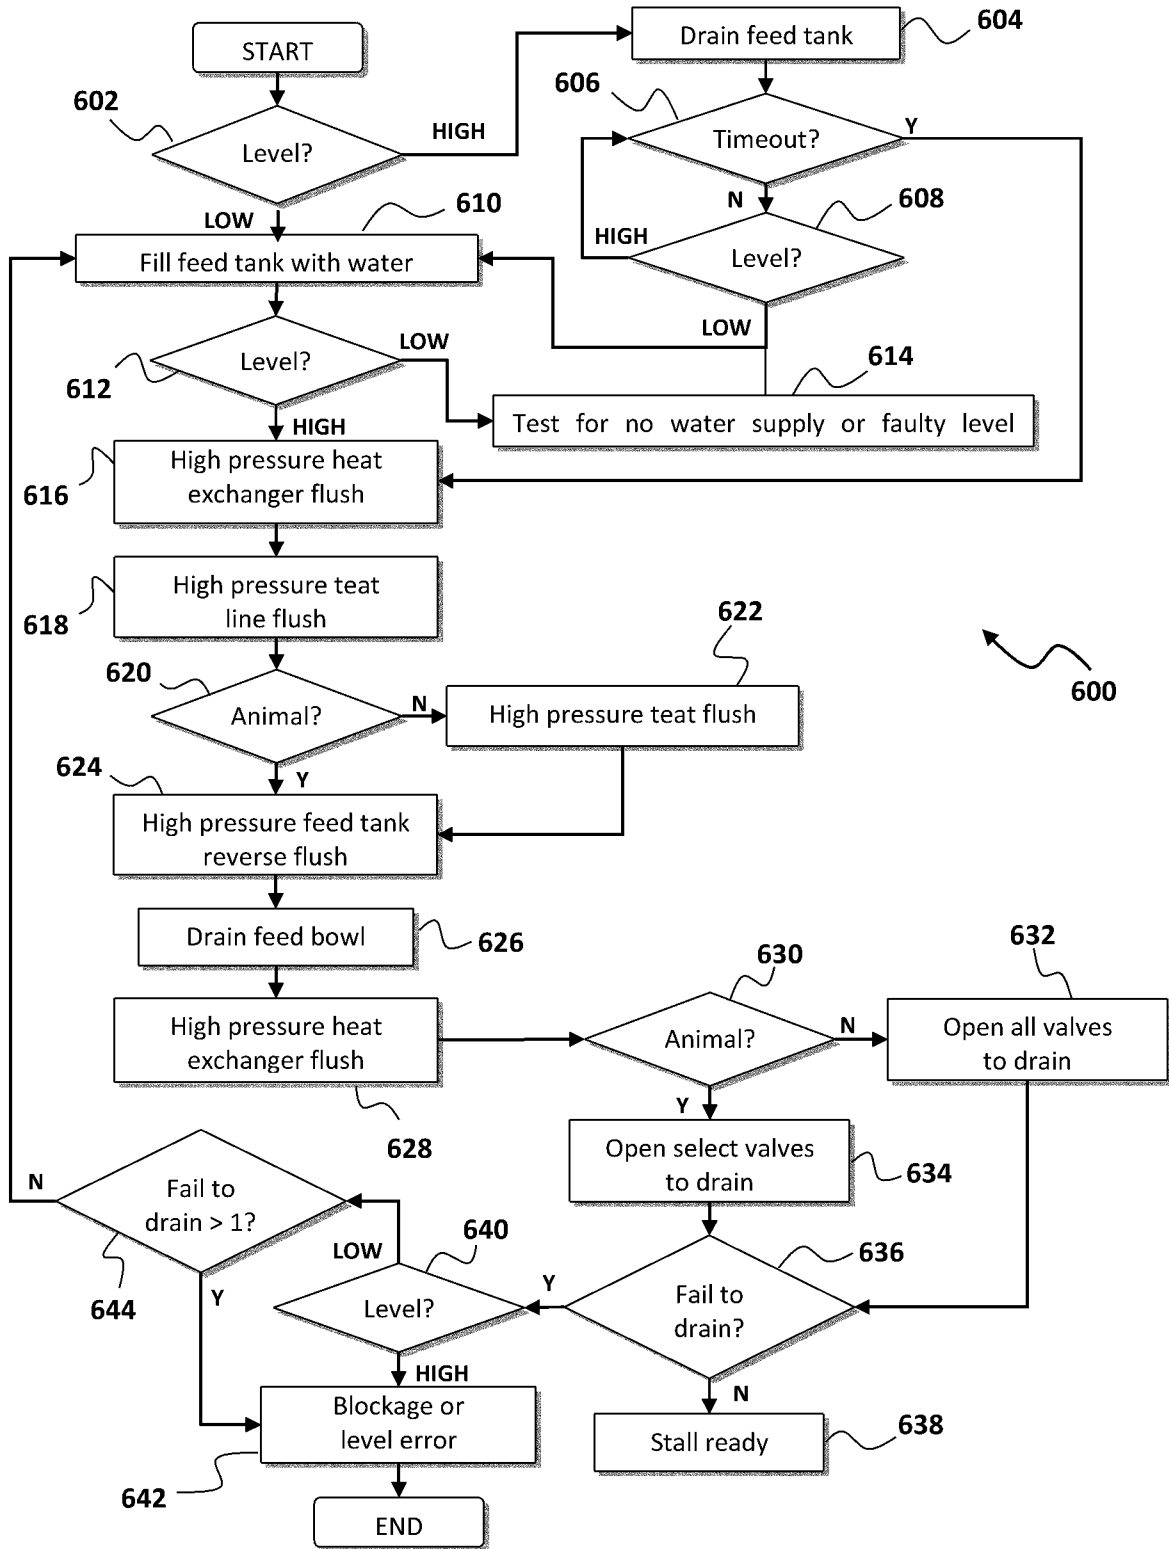 START
Drain feed tank
604
602
606
Level?
HIGH
Timeout?
Y
N
608
LOW
610
HIGH
Level?
Fill feed tank with water
LOW
Level?
LOW
612
614
HIGH
Test for no water supply or faulty level
High pressure heat
exchanger flush
616
High pressure teat
line flush
618
622
620
600
Animal?
N
High pressure teat flush
Y
624
High pressure feed tank
reverse flush
Drain feed bowl
626
632
630
High pressure heat
exchanger flush
Animal?
N
Open all valves
to drain
628
Y
Open select valves
to drain
634
N
Fail to
drain > 1?
640
636
LOW
644
Y
Level?
Y
Fail to
drain?
HIGH
N
Blockage or
level error
Stall ready
638
642
END